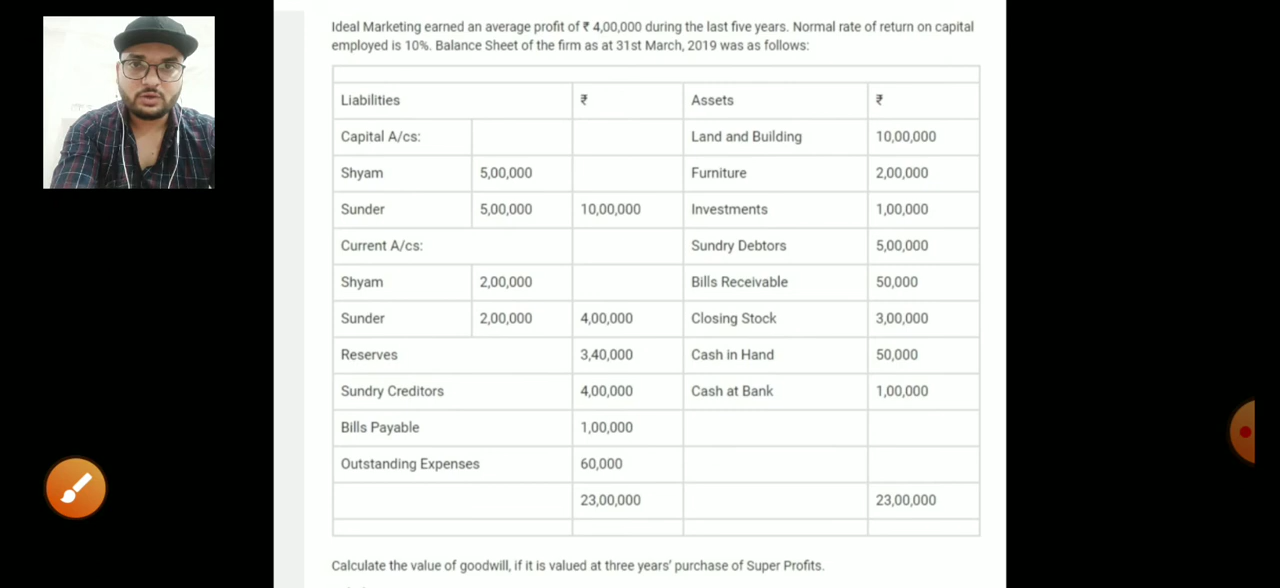 Ideal Marketing earned an average profit of ₹ 4,00,000 during the last five years. Normal rate of return on capital
employed is 10%. Balance Sheet of the firm as at 31st March, 2019 was as follows:
Liabilities ₹ Assets ₹
Capital A/cs: Land and Building 10,00,000
Shyam 5,00,000 Furniture 2,00,000
Sunder 5,00,000 10,00,000 Investments 1,00,000
Current A/cs: Sundry Debtors 5,00,000
Shyam 2,00,000 Bills Receivable 50,000
Sunder 2,00,000 4,00,000 Closing Stock 3,00,000
Reserves 3,40,000 Cash in Hand 50,000
Sundry Creditors 4,00,000 Cash at Bank 1,00,000
Bills Payable 1,00,000
Outstanding Expenses 60,000
23,00,000 23,00,000
Calculate the value of goodwill, if it is valued at three years' purchase of Super Profits.